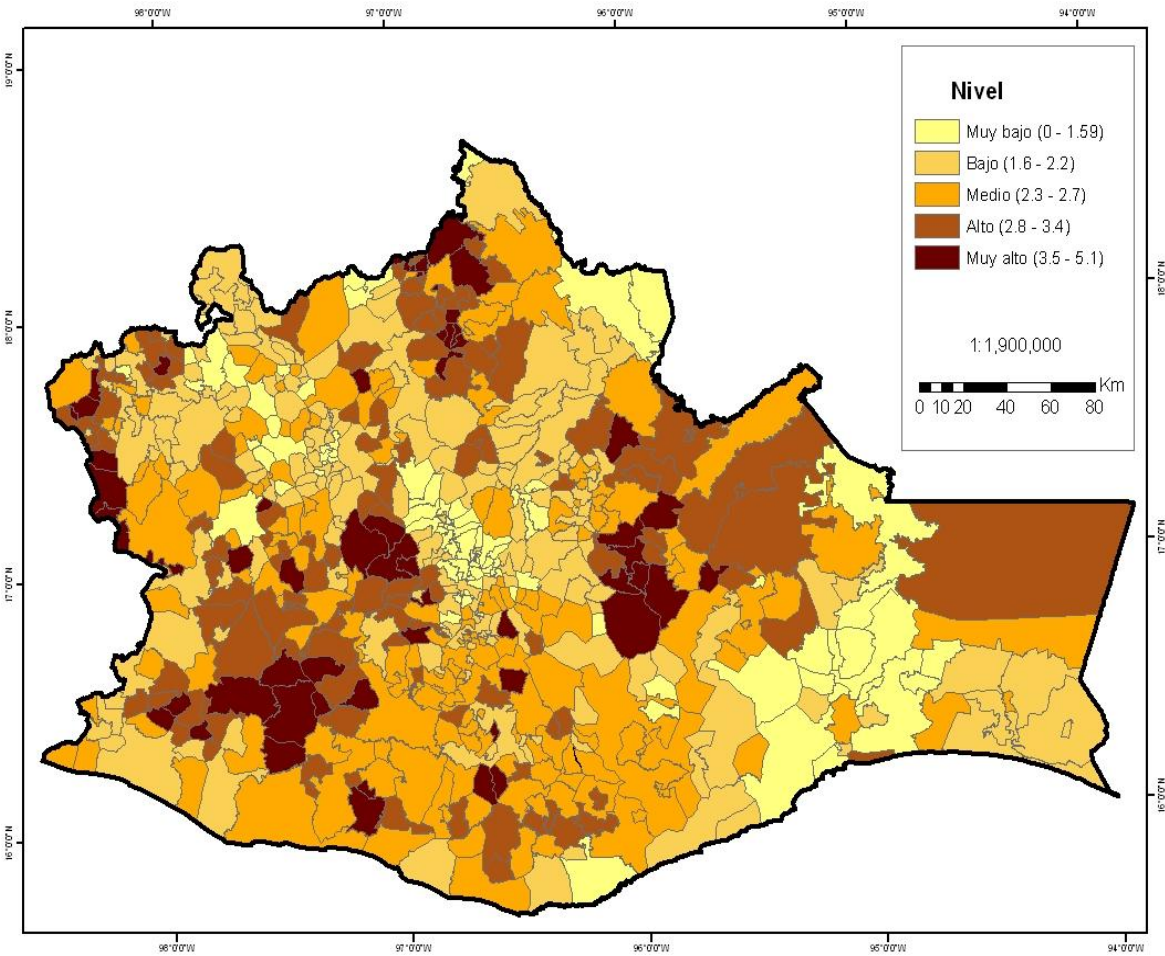 98°0'0"W 97°0'0"W 96°0'0"W 95°0'0"W 94°0'0"W
19°0'0"N
18°0'0"N
17°0'0"N
16°0'0"N
Nivel
Muy bajo (0 - 1.59)
Bajo (1.6 - 2.2)
Medio (2.3 - 2.7)
Alto (2.8 - 3.4)
Muy alto (3.5 - 5.1)
1:1,900,000
Km
0 10 20 40 60 80
18°0'0"N
17°0'0"N
16°0'0"N
98°0'0"W 97°0'0"W 96°0'0"W 95°0'0"W 94°0'0"W